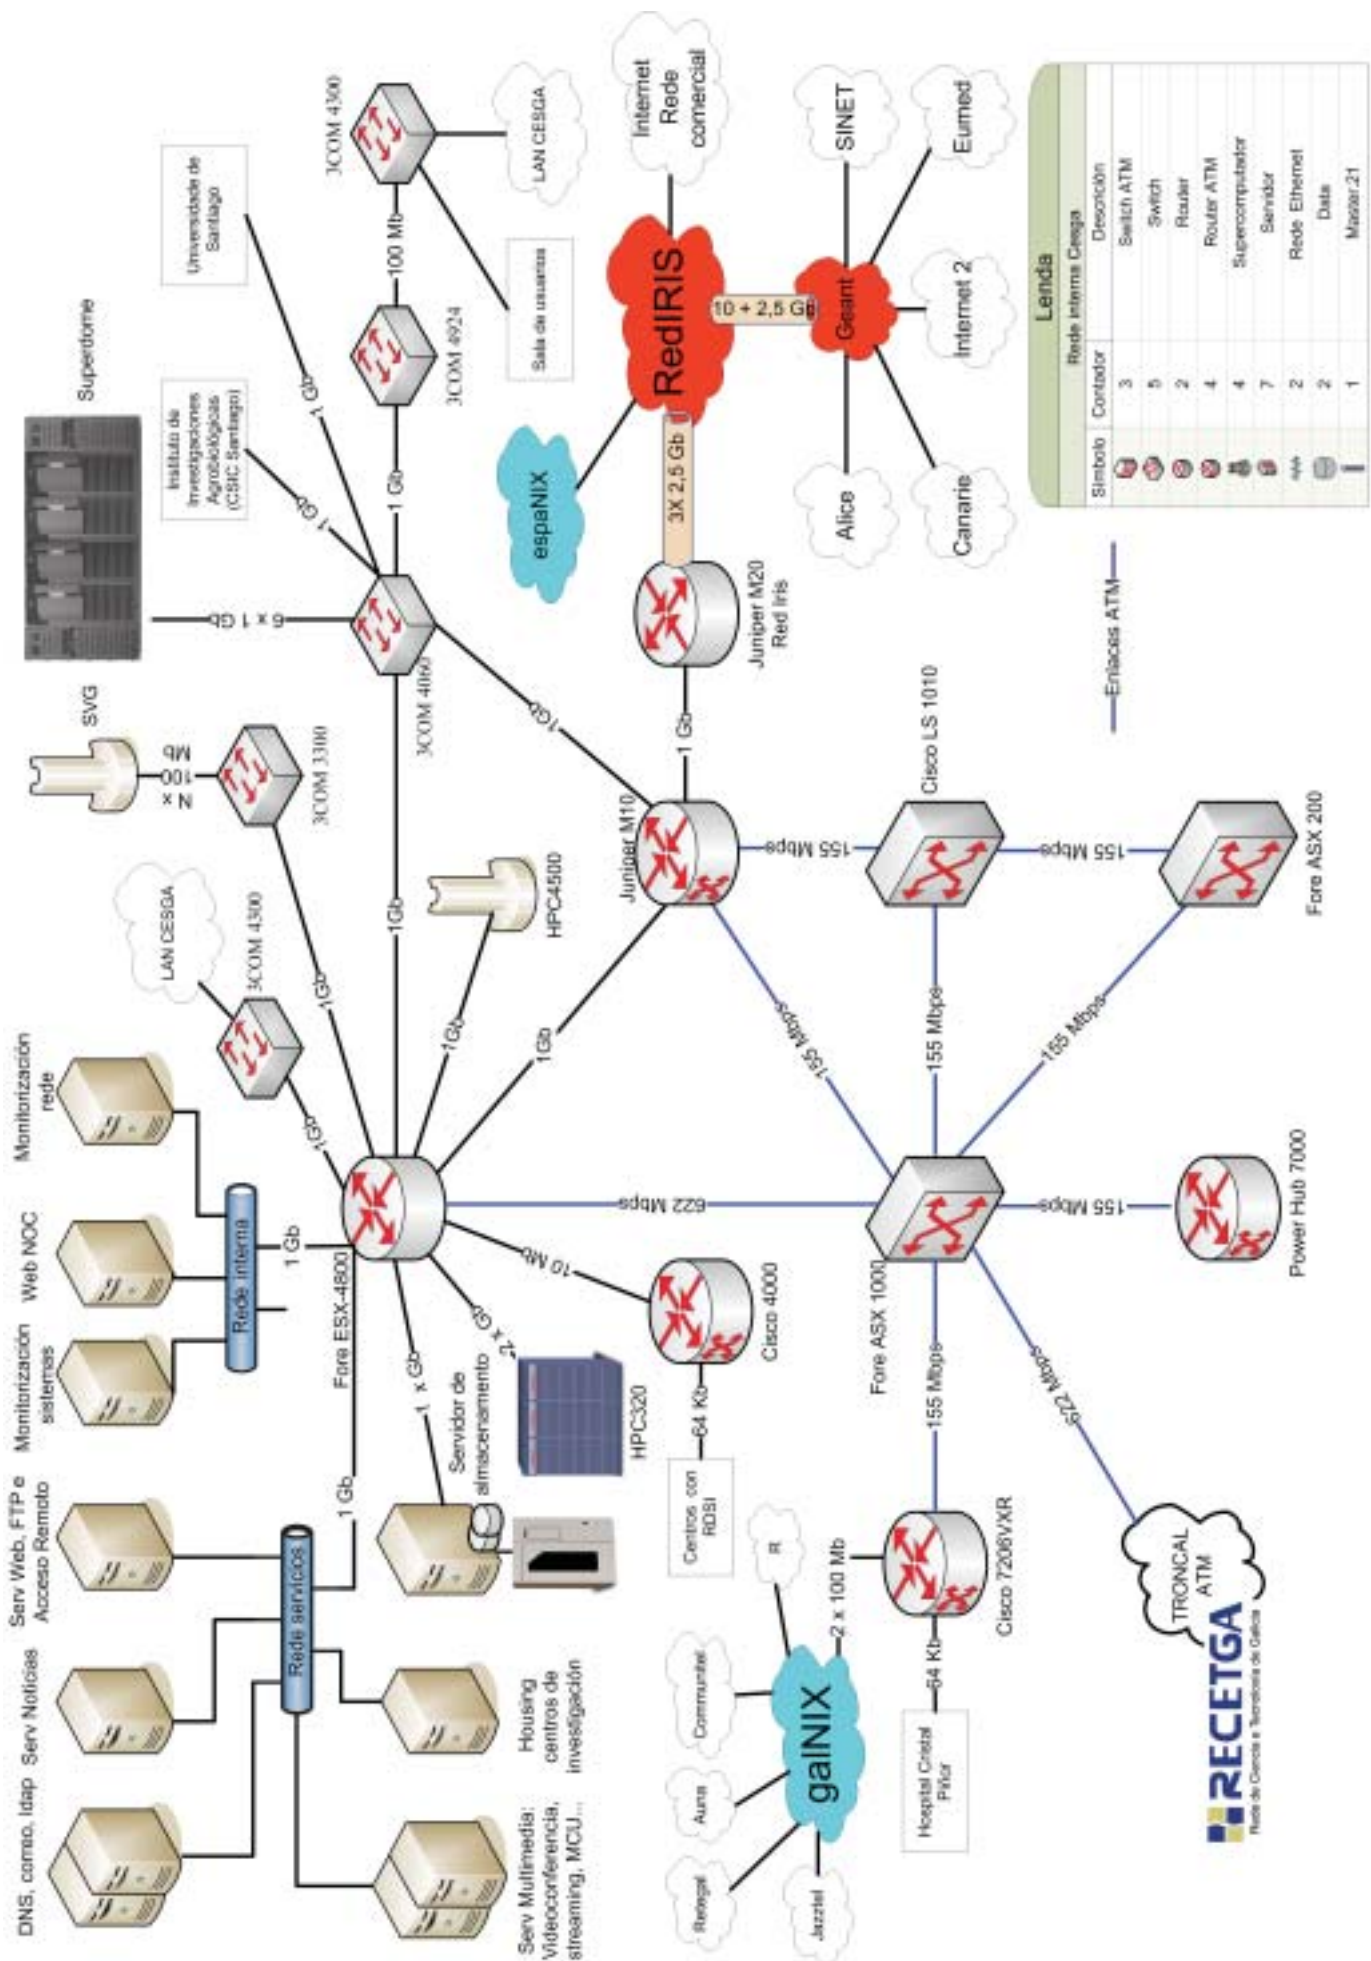 DNS, correo, ldap
Serv Noticias
Serv Web, FTP e
Acceso Remoto
Monitorización
sistemas
Web NOC
Monitorización
rede
LAN CESGA
3COM 4300
SVG
N x
100
Mb
3COM 3300
Superdome
6 x 1 Gb
Instituto de
Investigaciones
Agrobiológicas
(CSIC Santiago)
1 Gb
Universidade de
Santiago
1 Gb
3COM 4060
1 Gb
3COM 4924
100 Mb
3COM 4300
LAN CESGA
Sala de usuarios
Rede servicios
1 Gb
Rede interna
1 Gb
Fore ESX-4800
1Gb
1Gb
1Gb
1Gb
HPC4500
1Gb
1Gb
Serv Multimedia:
Videoconferencia,
streaming, MCU...
Housing
centros de
investigación
1 x Gb
Servidor de
almacenamento
2 x Gb
HPC320
10 Mb
Cisco 4000
64 Kb
Centros con
RDSI
Juniper M10
1 Gb
Juniper M20
Red Iris
3X 2,5 Gb
RedIRIS
espaNIX
Internet
Rede
comercial
10 + 2,5 Gb
Geant
Alice
Canarie
Internet 2
Eumed
SINET
Retegal
Auna
Communitel
R
Jazztel
galNIX
2 x 100 Mb
Hospital Cristal
Piñor
64 Kb
Cisco 7206VXR
155 Mbps
Fore ASX 1000
622 Mbps
155 Mbps
155 Mbps
155 Mbps
Cisco LS 1010
155 Mbps
155 Mbps
Fore ASX 200
155 Mbps
Power Hub 7000
622 Mbps
TRONCAL
ATM
RECETGA
Rede de Ciencia e Tecnoloxía de Galicia
Enlaces ATM
Lenda
Rede interna Cesga
Símbolo Contador Descrición
3 Switch ATM
5 Switch
2 Router
4 Router ATM
4 Supercomputador
7 Servidor
2 Rede Ethernet
2 Data
1 Master.21